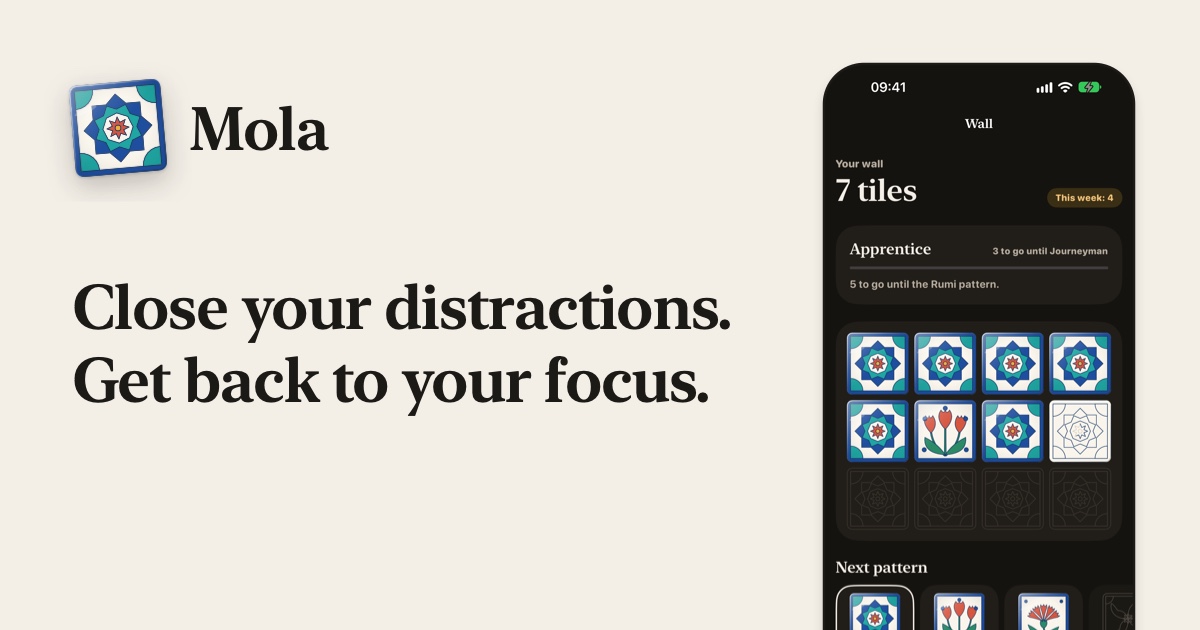 Mola
Close your distractions.
Get back to your focus.
09:41
Wall
Your wall
7 tiles
This week: 4
Apprentice
3 to go until Journeyman
5 to go until the Rumi pattern.
Next pattern